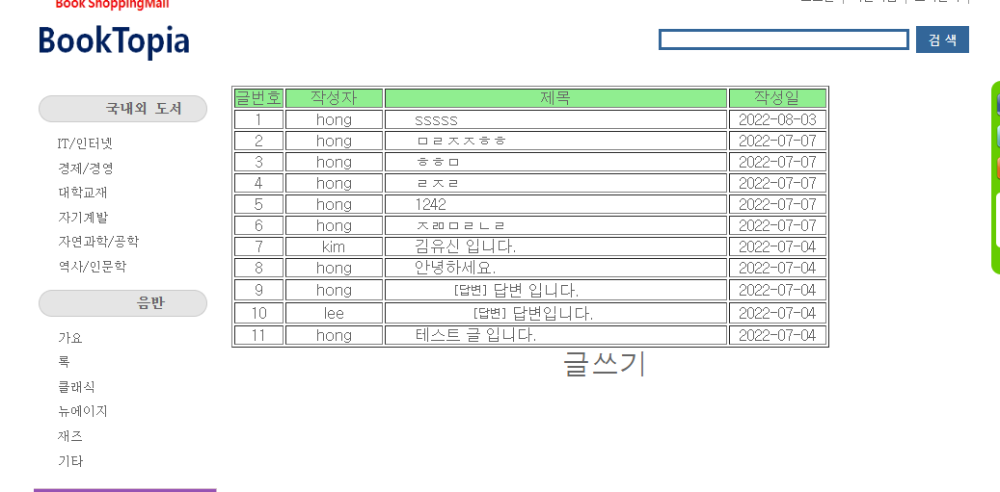 Book ShoppingMall
BookTopia
검 색
국내외 도서
IT/인터넷
경제/경영
대학교재
자기계발
자연과학/공학
역사/인문학
음반
가요
록
클래식
뉴에이지
재즈
기타
글번호 작성자 제목 작성일
1 hong sssss 2022-08-03
2 hong ㅁㄹㅈㅈㅎㅎ 2022-07-07
3 hong ㅎㅎㅁ 2022-07-07
4 hong ㄹㅈㄹ 2022-07-07
5 hong 1242 2022-07-07
6 hong 2022-07-07
7 kim 김유신 입니다. 2022-07-04
8 hong 안녕하세요. 2022-07-04
9 hong [답변] 답변 입니다. 2022-07-04
10 lee [답변] 답변입니다. 2022-07-04
11 hong 테스트 글 입니다. 2022-07-04
글쓰기